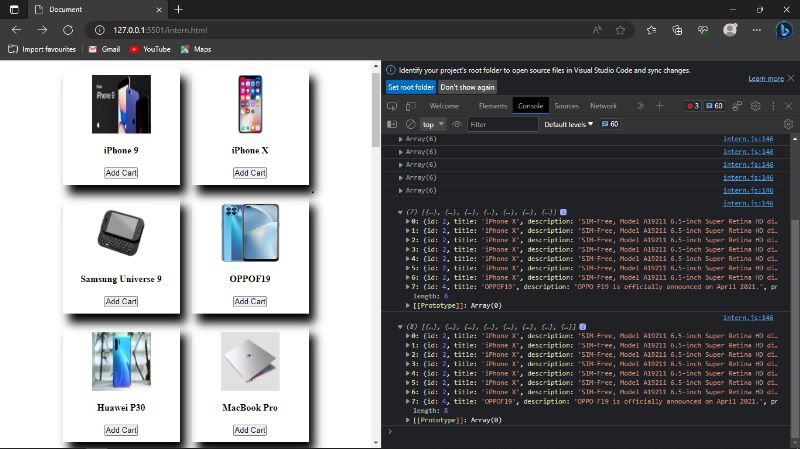 Document
127.0.0.1:5501/intern.html
Import favourites
Gmail
YouTube
Maps
iPhone 9
iPhone 9
Add Cart
iPhone X
Add Cart
Samsung Universe 9
Add Cart
OPPOF19
Add Cart
Huawei P30
Add Cart
MacBook Pro
Add Cart
Identify your project's root folder to open source files in Visual Studio Code and sync changes.
Learn more
Set root folder Don't show again
Welcome Elements Console Sources Network 3 60
top Filter Default levels 60
Array(6) intern.js:146
Array(6) intern.js:146
Array(6) intern.js:146
Array(6) intern.js:146
Array(6) intern.js:146
intern.js:146
(7) [{…}, {…}, {…}, {…}, {…}, {…}, {…}]
0: {id: 2, title: 'iPhone X', description: 'SIM-Free, Model A19211 6.5-inch Super Retina HD di…
1: {id: 2, title: 'iPhone X', description: 'SIM-Free, Model A19211 6.5-inch Super Retina HD di…
2: {id: 2, title: 'iPhone X', description: 'SIM-Free, Model A19211 6.5-inch Super Retina HD di…
3: {id: 2, title: 'iPhone X', description: 'SIM-Free, Model A19211 6.5-inch Super Retina HD di…
4: {id: 2, title: 'iPhone X', description: 'SIM-Free, Model A19211 6.5-inch Super Retina HD di…
5: {id: 2, title: 'iPhone X', description: 'SIM-Free, Model A19211 6.5-inch Super Retina HD di…
6: {id: 2, title: 'iPhone X', description: 'SIM-Free, Model A19211 6.5-inch Super Retina HD di…
7: {id: 4, title: 'OPPOF19', description: 'OPPO F19 is officially announced on April 2021.', pr
length: 8
[[Prototype]]: Array(0)
intern.js:146
(8) [{…}, {…}, {…}, {…}, {…}, {…}, {…}, {…}]
0: {id: 2, title: 'iPhone X', description: 'SIM-Free, Model A19211 6.5-inch Super Retina HD di…
1: {id: 2, title: 'iPhone X', description: 'SIM-Free, Model A19211 6.5-inch Super Retina HD di…
2: {id: 2, title: 'iPhone X', description: 'SIM-Free, Model A19211 6.5-inch Super Retina HD di…
3: {id: 2, title: 'iPhone X', description: 'SIM-Free, Model A19211 6.5-inch Super Retina HD di…
4: {id: 2, title: 'iPhone X', description: 'SIM-Free, Model A19211 6.5-inch Super Retina HD di…
5: {id: 2, title: 'iPhone X', description: 'SIM-Free, Model A19211 6.5-inch Super Retina HD di…
6: {id: 2, title: 'iPhone X', description: 'SIM-Free, Model A19211 6.5-inch Super Retina HD di…
7: {id: 4, title: 'OPPOF19', description: 'OPPO F19 is officially announced on April 2021.', pr
length: 8
[[Prototype]]: Array(0)